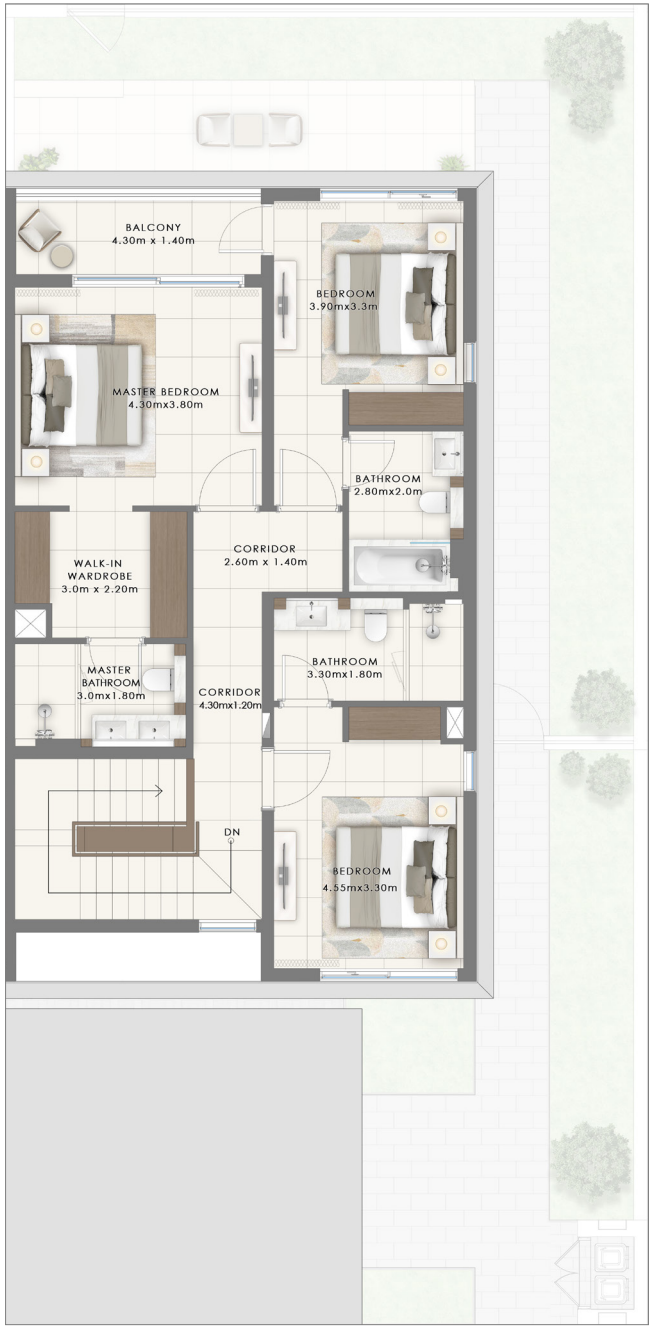 BALCONY
4.30m x 1.40m
BEDROOM
3.90mx3.3m
MASTER BEDROOM
4.30mx3.80m
BATHROOM
2.80mx2.0m
CORRIDOR
2.60m x 1.40m
WALK-IN
WARDROBE
3.0m x 2.20m
BATHROOM
3.30mx1.80m
MASTER
BATHROOM
3.0mx1.80m
CORRIDOR
4.30mx1.20m
DN
BEDROOM
4.55mx3.30m